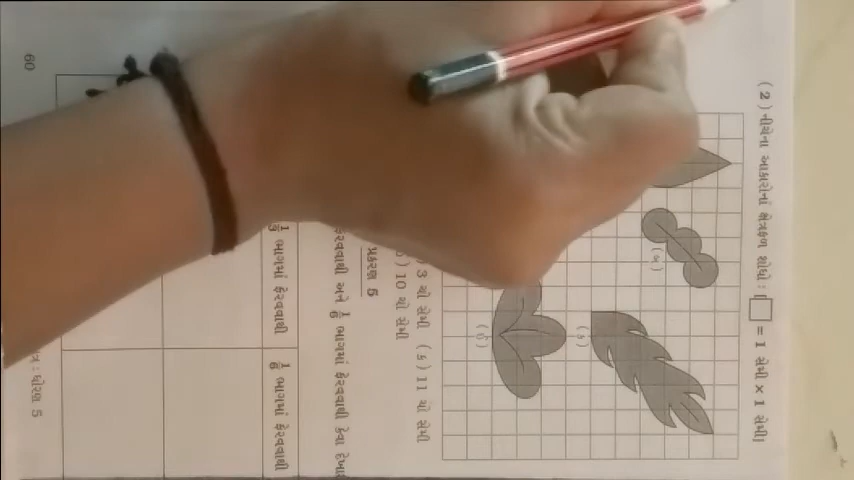 (2) નીચેના આકારોનાં ક્ષેત્રફળ શોધો : [□ = 1 સેમી × 1 સેમી]
(બ)
(ક)
(ઈ)
3 ચો સેમી (ક) 11 ચો સેમી
) 10 ચો સેમી
પ્રકરણ 5
ફેરવવાથી અને 1/6 ભાગમાં ફેરવવાથી કેવા દેખા
1/3 ભાગમાં ફેરવવાથી
1/6 ભાગમાં ફેરવવાથી
: ધોરણ 5
60